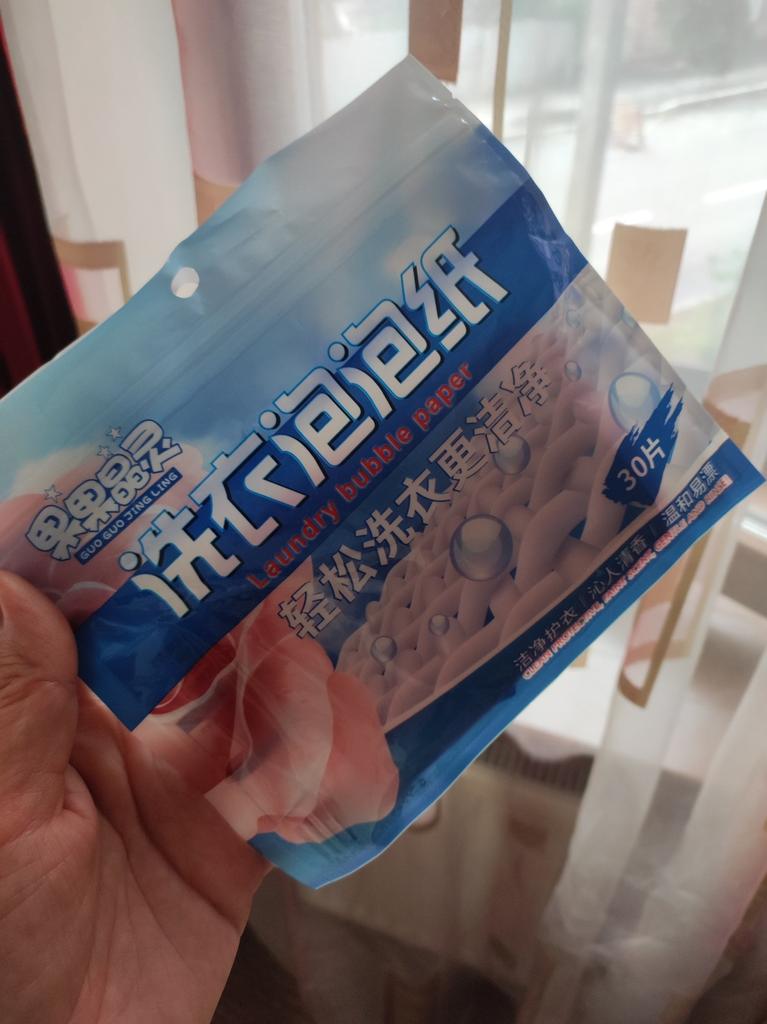 果果晶灵
GUO GUO JING LING
洗衣泡泡纸
Laundry bubble paper
轻松洗衣更洁净
30片
洁净护衣 | 沁人清香 | 温和易漂